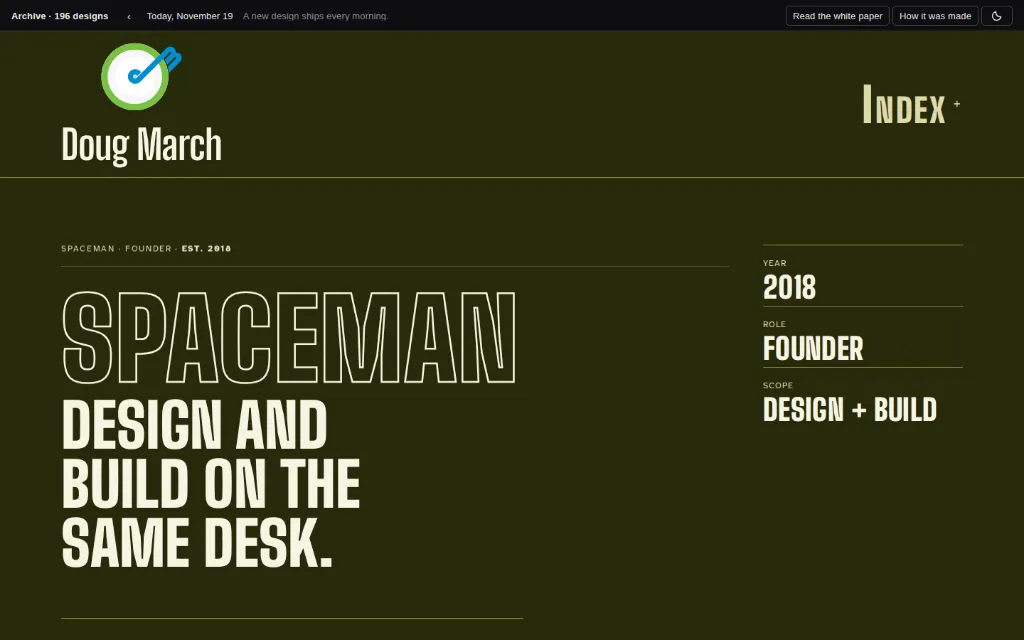 Archive · 196 designs ‹ Today, November 19 A new design ships every morning. Read the white paper How it was made
Doug March
Index +
SPACEMAN · FOUNDER · EST. 2018
SPACEMAN
DESIGN AND
BUILD ON THE
SAME DESK.
YEAR
2018
ROLE
FOUNDER
SCOPE
DESIGN + BUILD